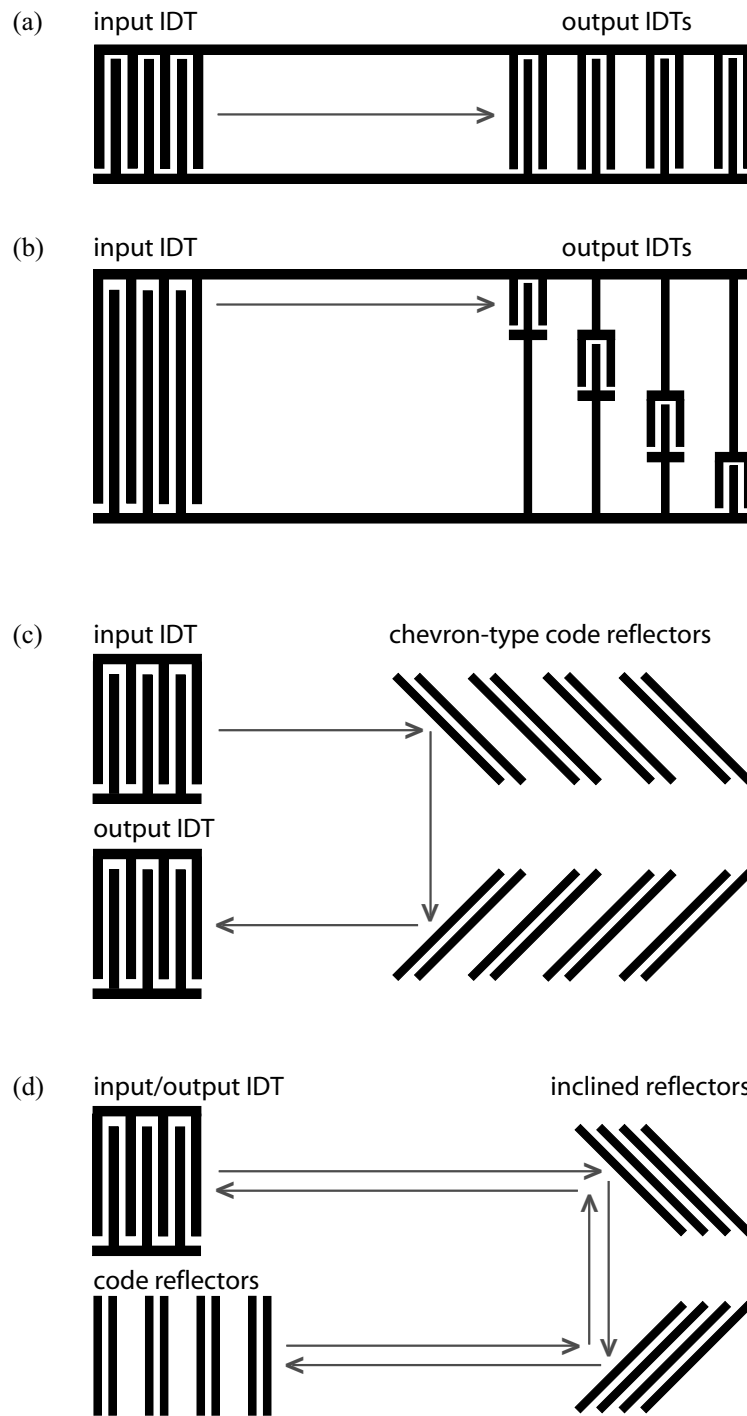 (a)
input IDT
output IDTs
(b)
input IDT
output IDTs
(c)
input IDT
chevron-type code reflectors
output IDT
(d)
input/output IDT
inclined reflectors
code reflectors